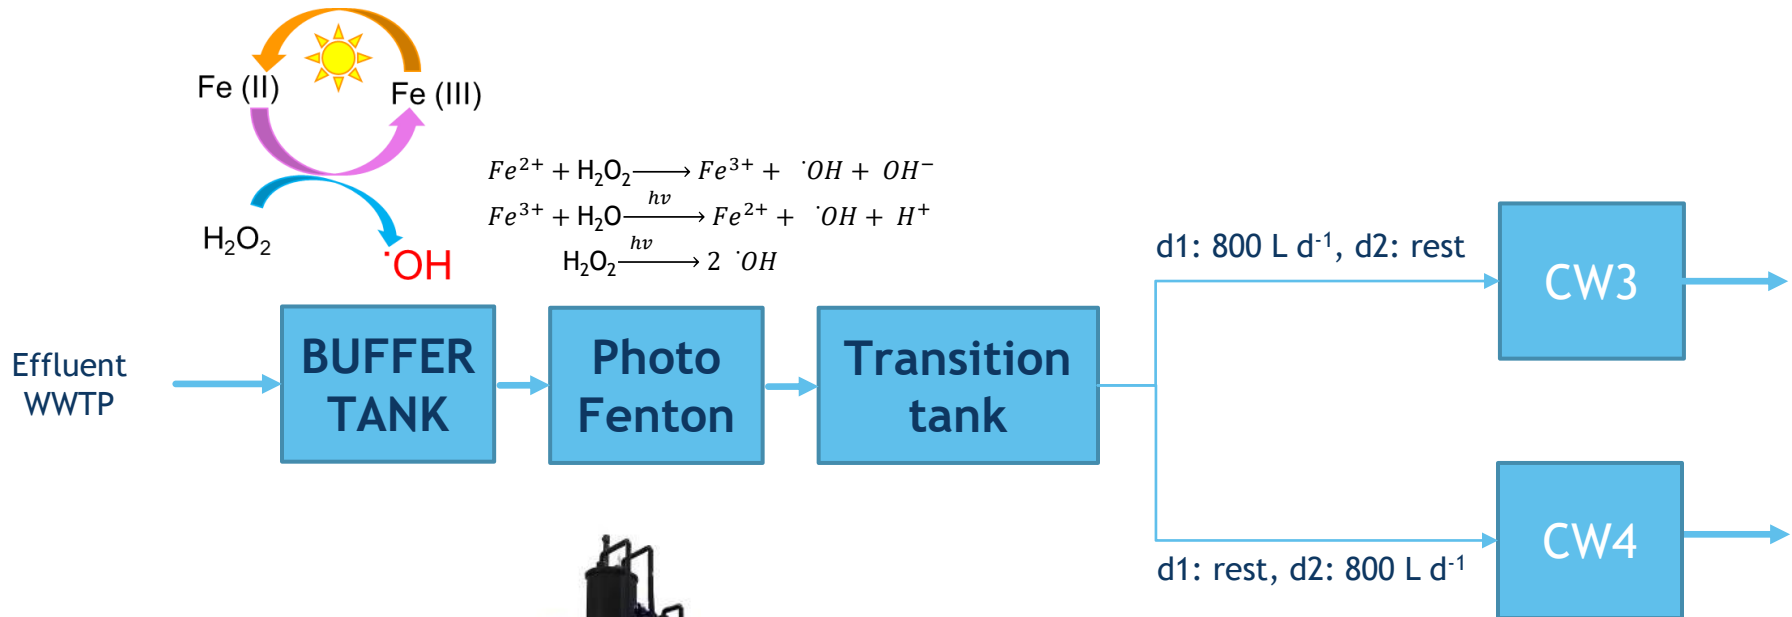 Fe (II)
Fe (III)
H₂O₂
˙OH
Fe²⁺ + H₂O₂ ⟶ Fe³⁺ + ˙OH + OH⁻
hv
Fe³⁺ + H₂O ⟶ Fe²⁺ + ˙OH + H⁺
hv
H₂O₂ ⟶ 2 ˙OH
Effluent
WWTP
BUFFER
TANK
Photo
Fenton
Transition
tank
d1: 800 L d⁻¹, d2: rest
CW3
d1: rest, d2: 800 L d⁻¹
CW4